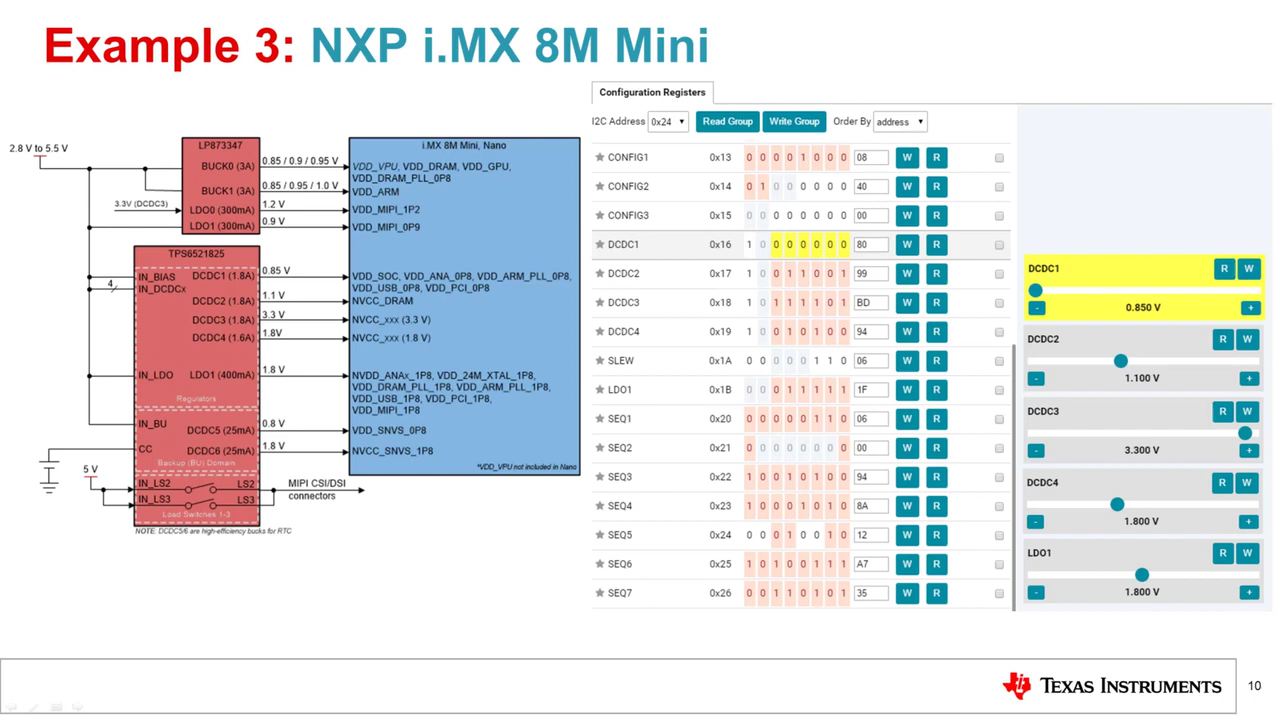 Example 3: NXP i.MX 8M Mini
2.8 V to 5.5 V
LP873347
BUCK0 (3A)
BUCK1 (3A)
3.3V (DCDC3)
LDO0 (300mA)
LDO1 (300mA)
0.85 / 0.9 / 0.95 V
0.85 / 0.95 / 1.0 V
1.2 V
0.9 V
i.MX 8M Mini, Nano
VDD_VPU, VDD_DRAM, VDD_GPU,
VDD_DRAM_PLL_0P8
VDD_ARM
VDD_MIPI_1P2
VDD_MIPI_0P9
TPS6521825
IN_BIAS
4
IN_DCDCx
DCDC1 (1.8A)
0.85 V
VDD_SOC, VDD_ANA_0P8, VDD_ARM_PLL_0P8,
VDD_USB_0P8, VDD_PCI_0P8
DCDC2 (1.8A)
1.1 V
NVCC_DRAM
DCDC3 (1.8A)
3.3 V
NVCC_xxx (3.3 V)
DCDC4 (1.6A)
1.8V
NVCC_xxx (1.8 V)
IN_LDO
LDO1 (400mA)
1.8 V
NVDD_ANAx_1P8, VDD_24M_XTAL_1P8,
VDD_DRAM_PLL_1P8, VDD_ARM_PLL_1P8,
VDD_USB_1P8, VDD_PCI_1P8,
VDD_MIPI_1P8
Regulators
IN_BU
DCDC5 (25mA)
0.8 V
VDD_SNVS_0P8
CC
DCDC6 (25mA)
1.8 V
NVCC_SNVS_1P8
Backup (BU) Domain
*VDD_VPU not included in Nano
5 V
IN_LS2
LS2
IN_LS3
LS3
MIPI CSI/DSI
connectors
Load Switches 1-3
NOTE: DCDC5/6 are high-efficiency bucks for RTC
Configuration Registers
I2C Address 0x24 Read Group Write Group Order By address
CONFIG1 0x13 0 0 0 0 1 0 0 0 08 W R
CONFIG2 0x14 0 1 0 0 0 0 0 0 40 W R
CONFIG3 0x15 0 0 0 0 0 0 0 0 00 W R
DCDC1 0x16 1 0 0 0 0 0 0 0 80 W R
DCDC2 0x17 1 0 0 1 1 0 0 1 99 W R
DCDC3 0x18 1 0 1 1 1 1 0 1 BD W R
DCDC4 0x19 1 0 0 1 0 1 0 0 94 W R
SLEW 0x1A 0 0 0 0 0 1 1 0 06 W R
LDO1 0x1B 0 0 0 1 1 1 1 1 1F W R
SEQ1 0x20 0 0 0 0 0 1 1 0 06 W R
SEQ2 0x21 0 0 0 0 0 0 0 0 00 W R
SEQ3 0x22 1 0 0 1 0 1 0 0 94 W R
SEQ4 0x23 1 0 0 0 1 0 1 0 8A W R
SEQ5 0x24 0 0 0 1 0 0 1 0 12 W R
SEQ6 0x25 1 0 1 0 0 1 1 1 A7 W R
SEQ7 0x26 0 0 1 1 0 1 0 1 35 W R
DCDC1 R W
- 0.850 V +
DCDC2 R W
- 1.100 V +
DCDC3 R W
- 3.300 V +
DCDC4 R W
- 1.800 V +
LDO1 R W
- 1.800 V +
TEXAS INSTRUMENTS
10